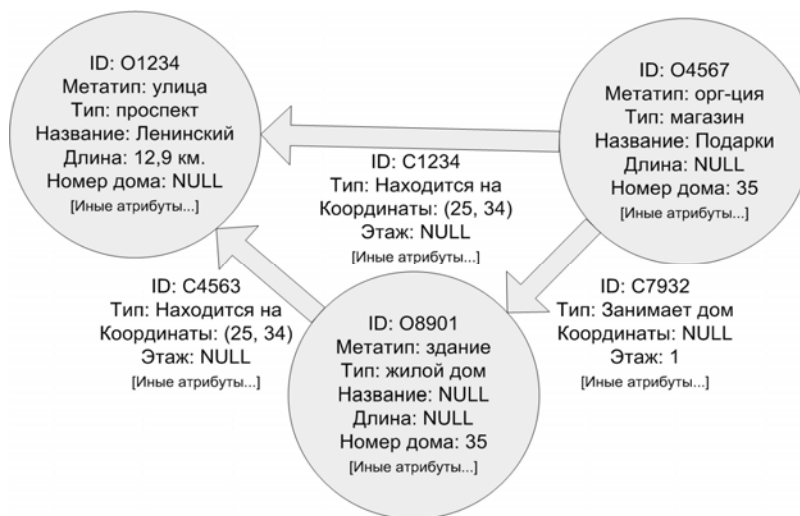 ID: O1234
Метатип: улица
Тип: проспект
Название: Ленинский
Длина: 12,9 км.
Номер дома: NULL
[Иные атрибуты...]
ID: O4567
Метатип: орг-ция
Тип: магазин
Название: Подарки
Длина: NULL
Номер дома: 35
[Иные атрибуты...]
ID: C1234
Тип: Находится на
Координаты: (25, 34)
Этаж: NULL
[Иные атрибуты...]
ID: C4563
Тип: Находится на
Координаты: (25, 34)
Этаж: NULL
[Иные атрибуты...]
ID: O8901
Метатип: здание
Тип: жилой дом
Название: NULL
Длина: NULL
Номер дома: 35
[Иные атрибуты...]
ID: C7932
Тип: Занимает дом
Координаты: NULL
Этаж: 1
[Иные атрибуты...]